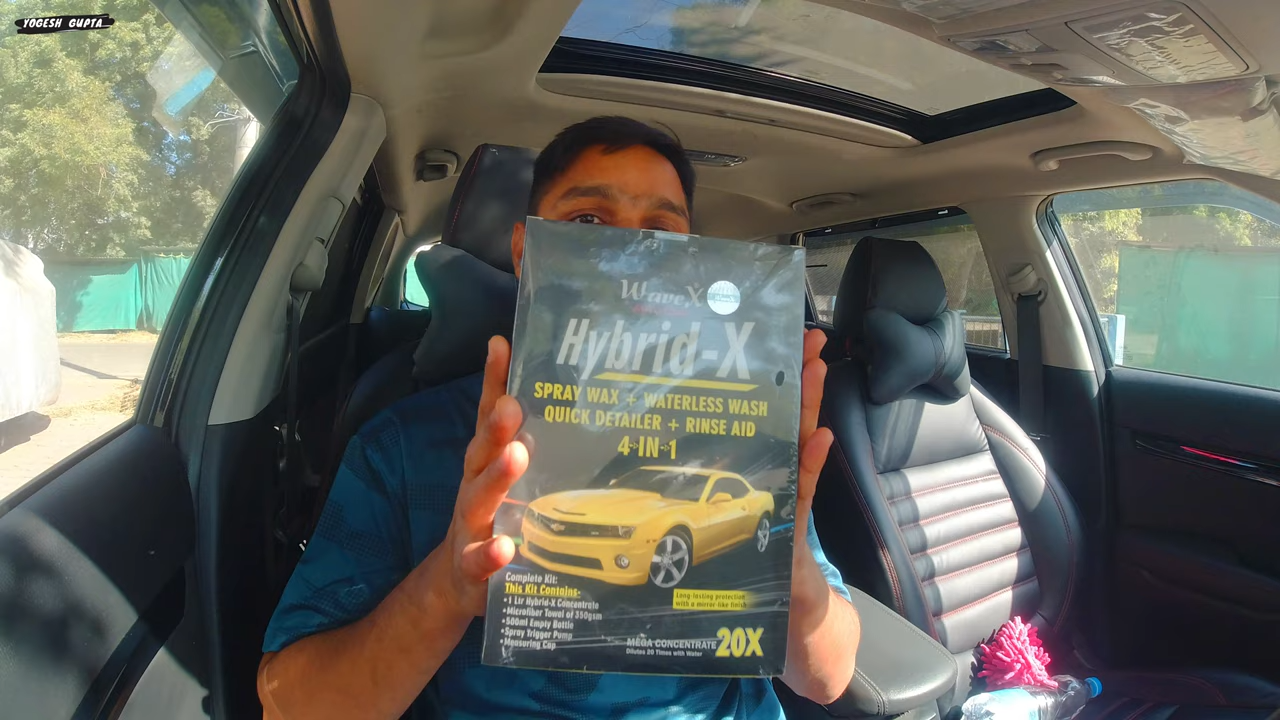 YOGESH GUPTA
WaveX
Hybrid-X
SPRAY WAX + WATERLESS WASH
QUICK DETAILER + RINSE AID
4-IN-1
Complete Kit:
This Kit Contains-
•1 Ltr Hybrid-X Concentrate
•Microfiber Towel of 350gsm
•500ml Empty Bottle
•Spray Trigger Pump
•Measuring Cap
Long-lasting protection
with a mirror-like finish
MEGA CONCENTRATE 20X
Dilutes 20 Times with Water